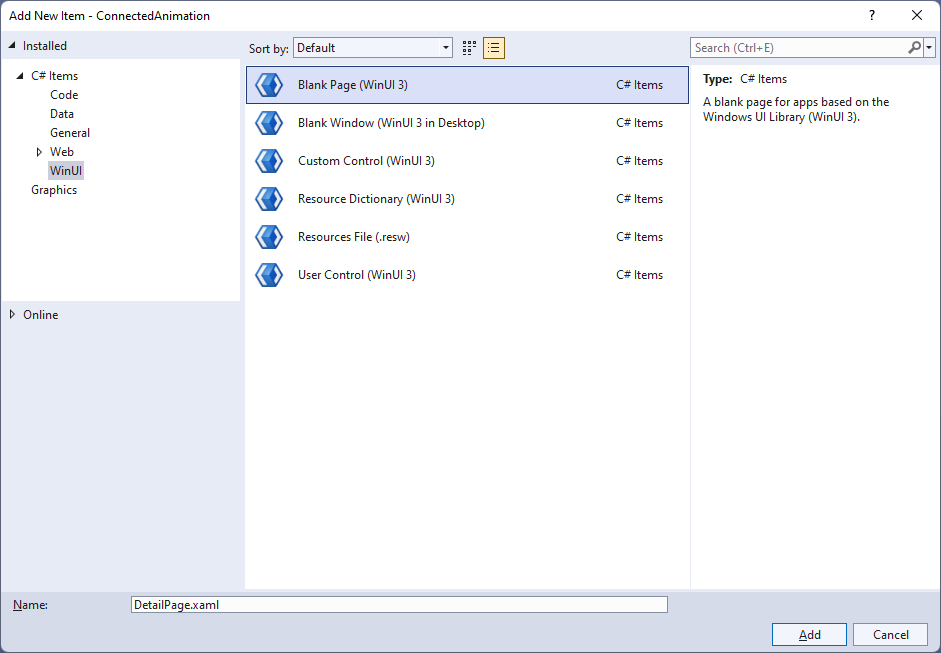 Add New Item - ConnectedAnimation
?
Installed
Sort by: Default
Search (Ctrl+E)
C# Items
Code
Data
General
Web
WinUI
Graphics
Online
Blank Page (WinUI 3) C# Items
Blank Window (WinUI 3 in Desktop) C# Items
Custom Control (WinUI 3) C# Items
Resource Dictionary (WinUI 3) C# Items
Resources File (.resw) C# Items
User Control (WinUI 3) C# Items
Type: C# Items
A blank page for apps based on the
Windows UI Library (WinUI 3).
Name: DetailPage.xaml
Add Cancel